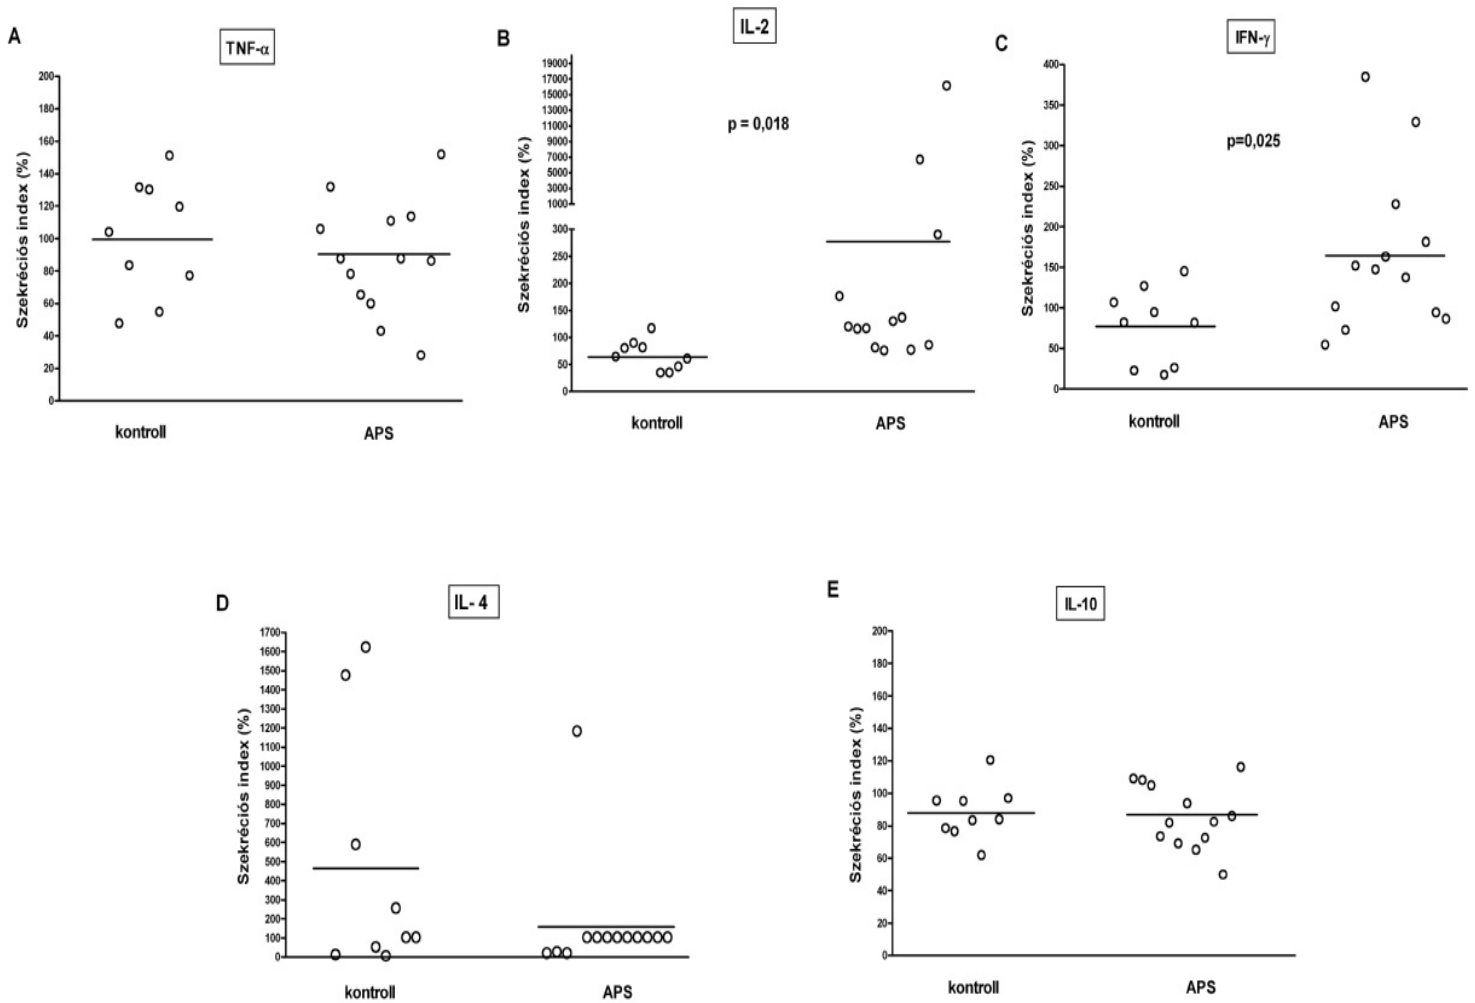 A
TNF-α
Szekréciós index (%)
200
180
160
140
120
100
80
60
40
20
0
kontroll
APS
B
IL-2
Szekréciós index (%)
p = 0,018
19000
17000
15000
13000
11000
9000
7000
5000
3000
1000
300
250
200
150
100
50
0
kontroll
APS
C
IFN-γ
Szekréciós index (%)
p=0,025
400
350
300
250
200
150
100
50
0
kontroll
APS
D
IL- 4
Szekréciós index (%)
1700
1600
1500
1400
1300
1200
1100
1000
900
800
700
600
500
400
300
200
100
0
kontroll
APS
E
IL-10
Szekréciós index (%)
200
180
160
140
120
100
80
60
40
20
0
kontroll
APS